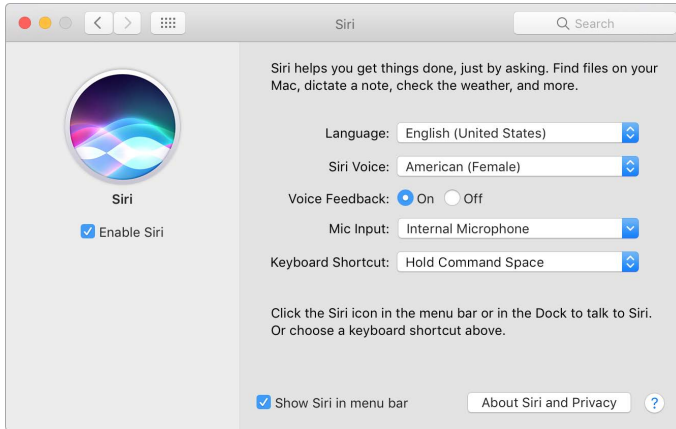 Siri
Search
Siri helps you get things done, just by asking. Find files on your
Mac, dictate a note, check the weather, and more.
Language: English (United States)
Siri Voice: American (Female)
Siri
Voice Feedback: On Off
Enable Siri
Mic Input: Internal Microphone
Keyboard Shortcut: Hold Command Space
Click the Siri icon in the menu bar or in the Dock to talk to Siri.
Or choose a keyboard shortcut above.
Show Siri in menu bar
About Siri and Privacy
?